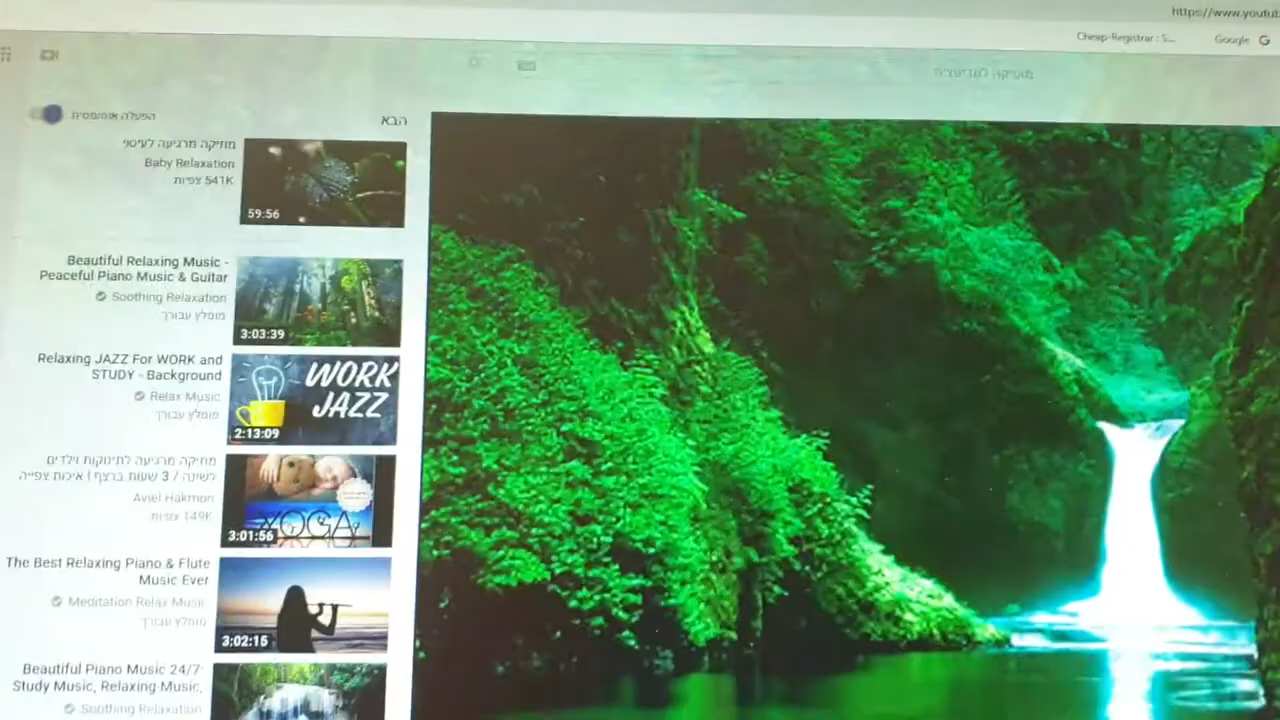 https://www.youtu
Cheap-Registrar : S...
Google
מוסיקה למדיטציה
הבא
הפעלה אוטומטית
מוזיקה מרגיעה לעיסוי
Baby Relaxation
541K צפיות
59:56
Beautiful Relaxing Music -
Peaceful Piano Music & Guitar
Soothing Relaxation
מומלץ עבורך
3:03:39
Relaxing JAZZ For WORK and
STUDY - Background
Relax Music
מומלץ עבורך
WORK
JAZZ
2:13:09
מוזיקה מרגיעה לתינוקות וילדים
לשינה / 3 שעות ברצף | איכות צפייה
Aviel Hakmon
149K צפיות
YOGA
3:01:56
The Best Relaxing Piano & Flute
Music Ever
Meditation Relax Music
מומלץ עבורך
3:02:15
Beautiful Piano Music 24/7:
Study Music, Relaxing Music,
Soothing Relaxation